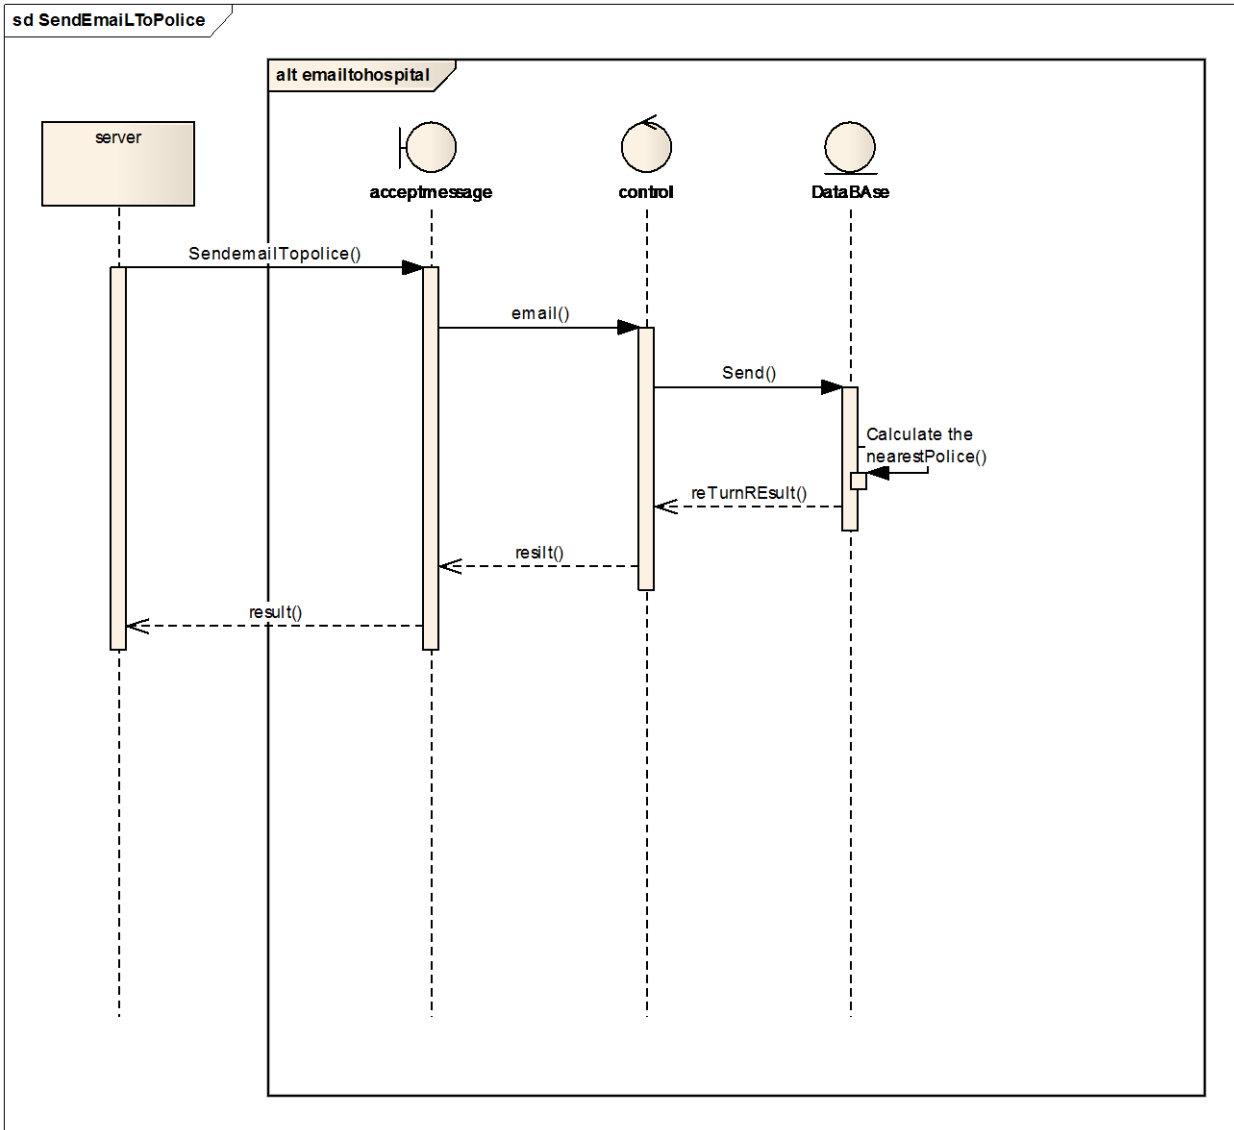 sd SendEmaiLToPolice
alt emailtohospital
server
acceptmessage
control
DataBAse
SendemailTopolice()
email()
Send()
Calculate the
nearestPolice()
reTurnREsult()
resilt()
result()